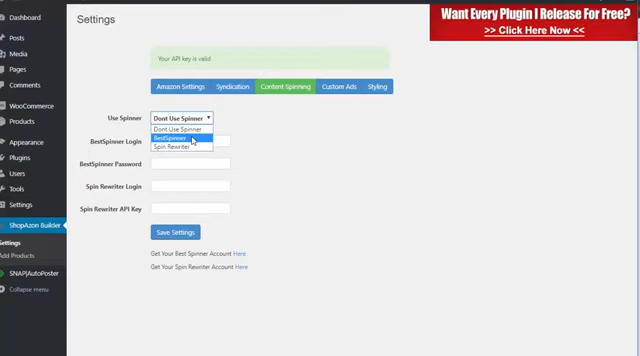 Dashboard
Posts
Media
Pages
Comments
WooCommerce
Products
Appearance
Plugins
Users
Tools
Settings
ShopAzon Builder
Settings
Add Products
SNAP|AutoPoster
Collapse menu
Settings
Want Every Plugin I Release For Free?
>> Click Here Now <<
Your API key is valid
Amazon Settings Syndication Content Spinning Custom Ads Styling
Use Spinner Dont Use Spinner
Dont Use Spinner
BestSpinner
Spin Rewriter
BestSpinner Login
BestSpinner Password
Spin Rewriter Login
Spin Rewriter API Key
Save Settings
Get Your Best Spinner Account Here
Get Your Spin Rewriter Account Here